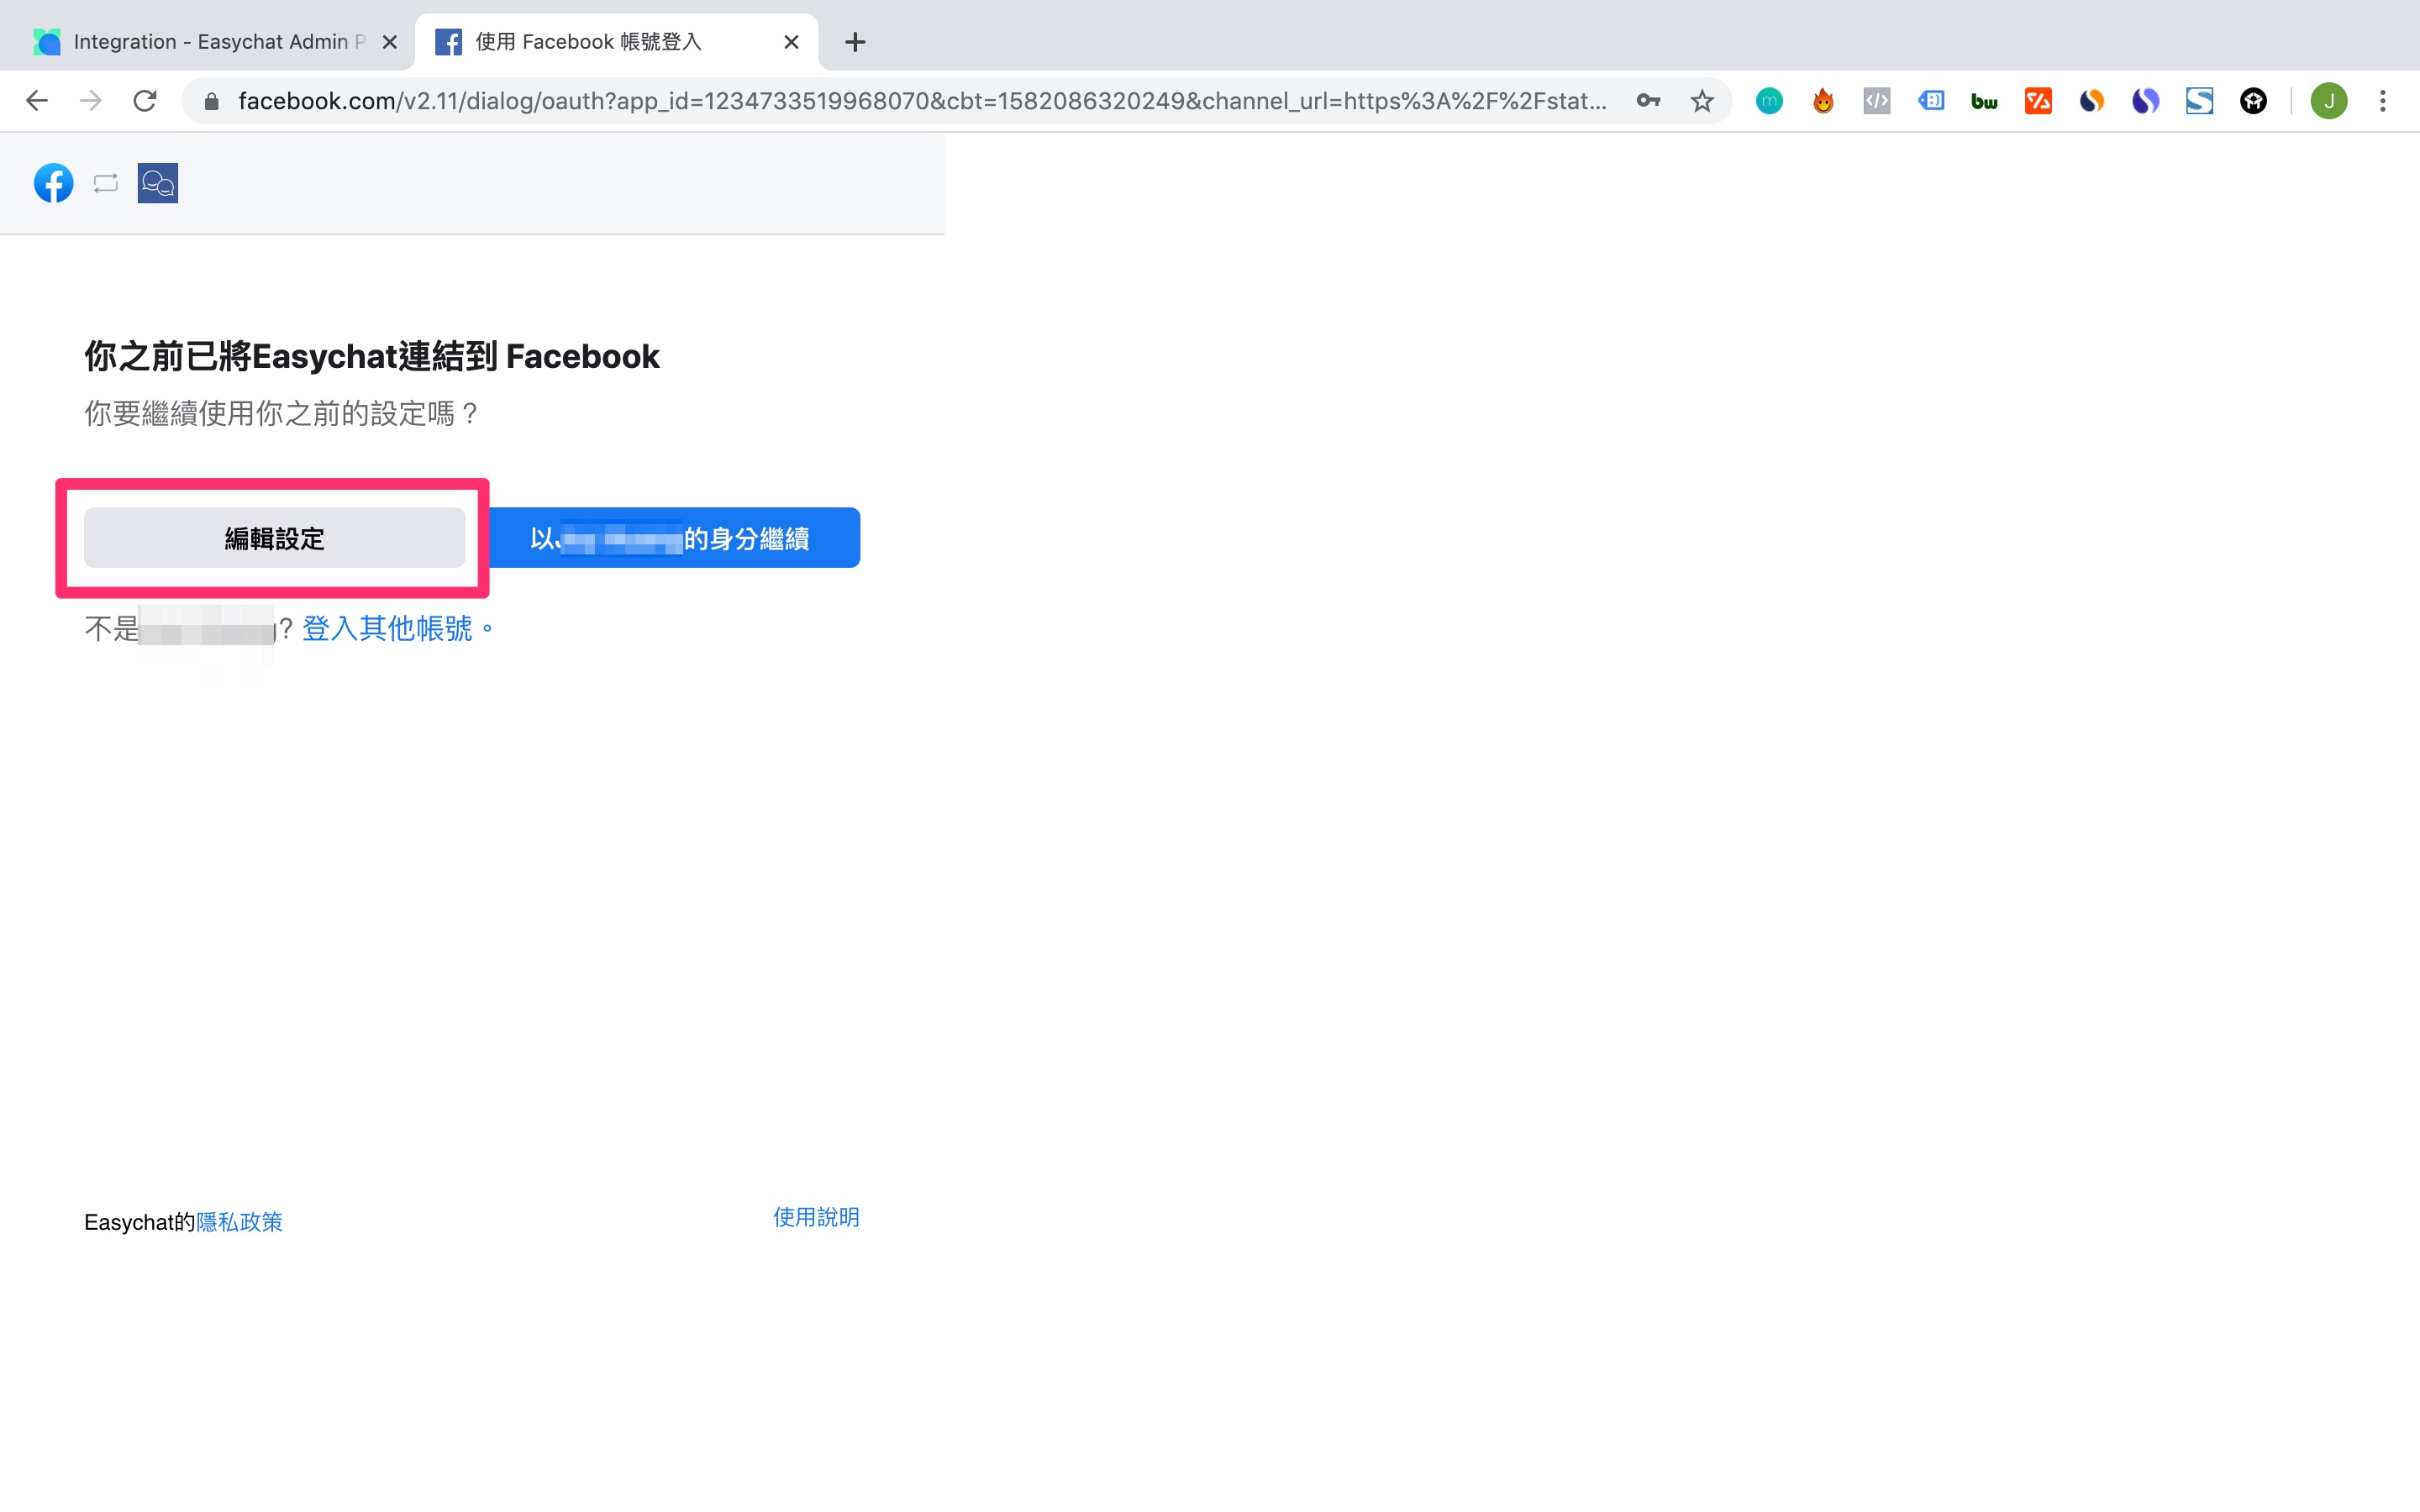 Integration - Easychat Admin P
使用 Facebook 帳號登入
facebook.com/v2.11/dialog/oauth?app_id=1234733519968070&cbt=1582086320249&channel_url=https%3A%2F%2Fstat...
bw
J
你之前已將Easychat連結到 Facebook
你要繼續使用你之前的設定嗎？
編輯設定
以 的身分繼續
不是 ? 登入其他帳號。
Easychat的隱私政策
使用說明